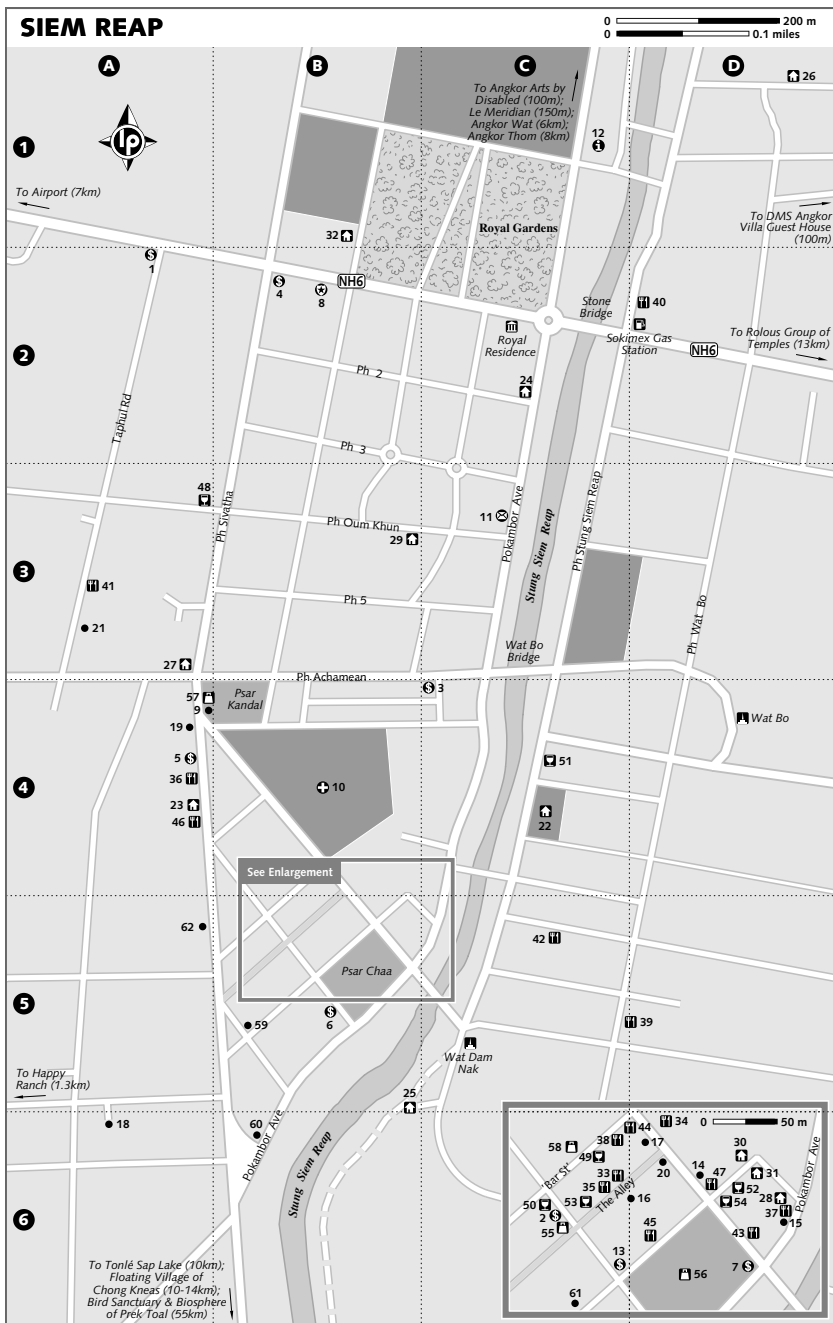 SIEM REAP
0 200 m
0 0.1 miles
A
B
C
D
1
2
3
4
5
6
lp
To Angkor Arts by
Disabled (100m);
Le Meridian (150m);
Angkor Wat (6km);
Angkor Thom (8km)
12
26
To Airport (7km)
To DMS Angkor
Villa Guest House
(100m)
Royal Gardens
32
1
4
8
NH6
Stone
Bridge
40
Royal
Residence
Sokimex Gas
Station
To Rolous Group of
Temples (13km)
NH6
24
Ph 2
Taphul Rd
Ph 3
48
Ph Sivatha
Ph Oum Khun
29
11
Pokambor Ave
Stung Siem Reap
Ph Stung Siem Reap
41
Ph 5
21
Ph Wat Bo
Wat Bo
Bridge
27
Ph Achamean
3
57
Psar
Kandal
9
19
Wat Bo
5
36
51
10
23
46
22
See Enlargement
62
42
Psar Chaa
59
6
39
Wat Dam
Nak
To Happy
Ranch (1.3km)
25
18
60
Pokambor Ave
Stung Siem Reap
To Tonlé Sap Lake (10km);
Floating Village of
Chong Kneas (10-14km);
Bird Sanctuary & Biosphere
of Prek Toal (55km)
0 50 m
34
44
38
17
58
49
20
30
31
'Bar St'
33
35
14
47
52
28
The Alley
16
50
53
2
55
54
37
15
45
43
13
56
7
61
Pokambor Ave